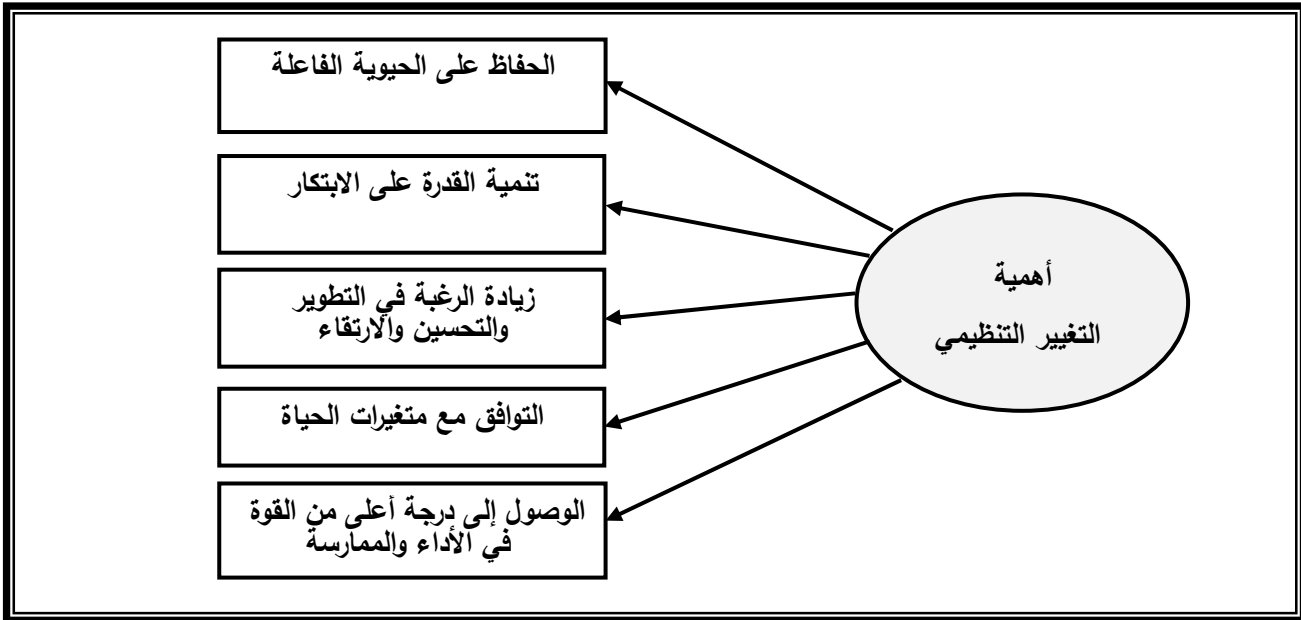 أهمية
التغيير التنظيمي
الحفاظ على الحيوية الفاعلة
تنمية القدرة على الابتكار
زيادة الرغبة في التطوير
والتحسين والارتقاء
التوافق مع متغيرات الحياة
الوصول إلى درجة أعلى من القوة
في الأداء والممارسة